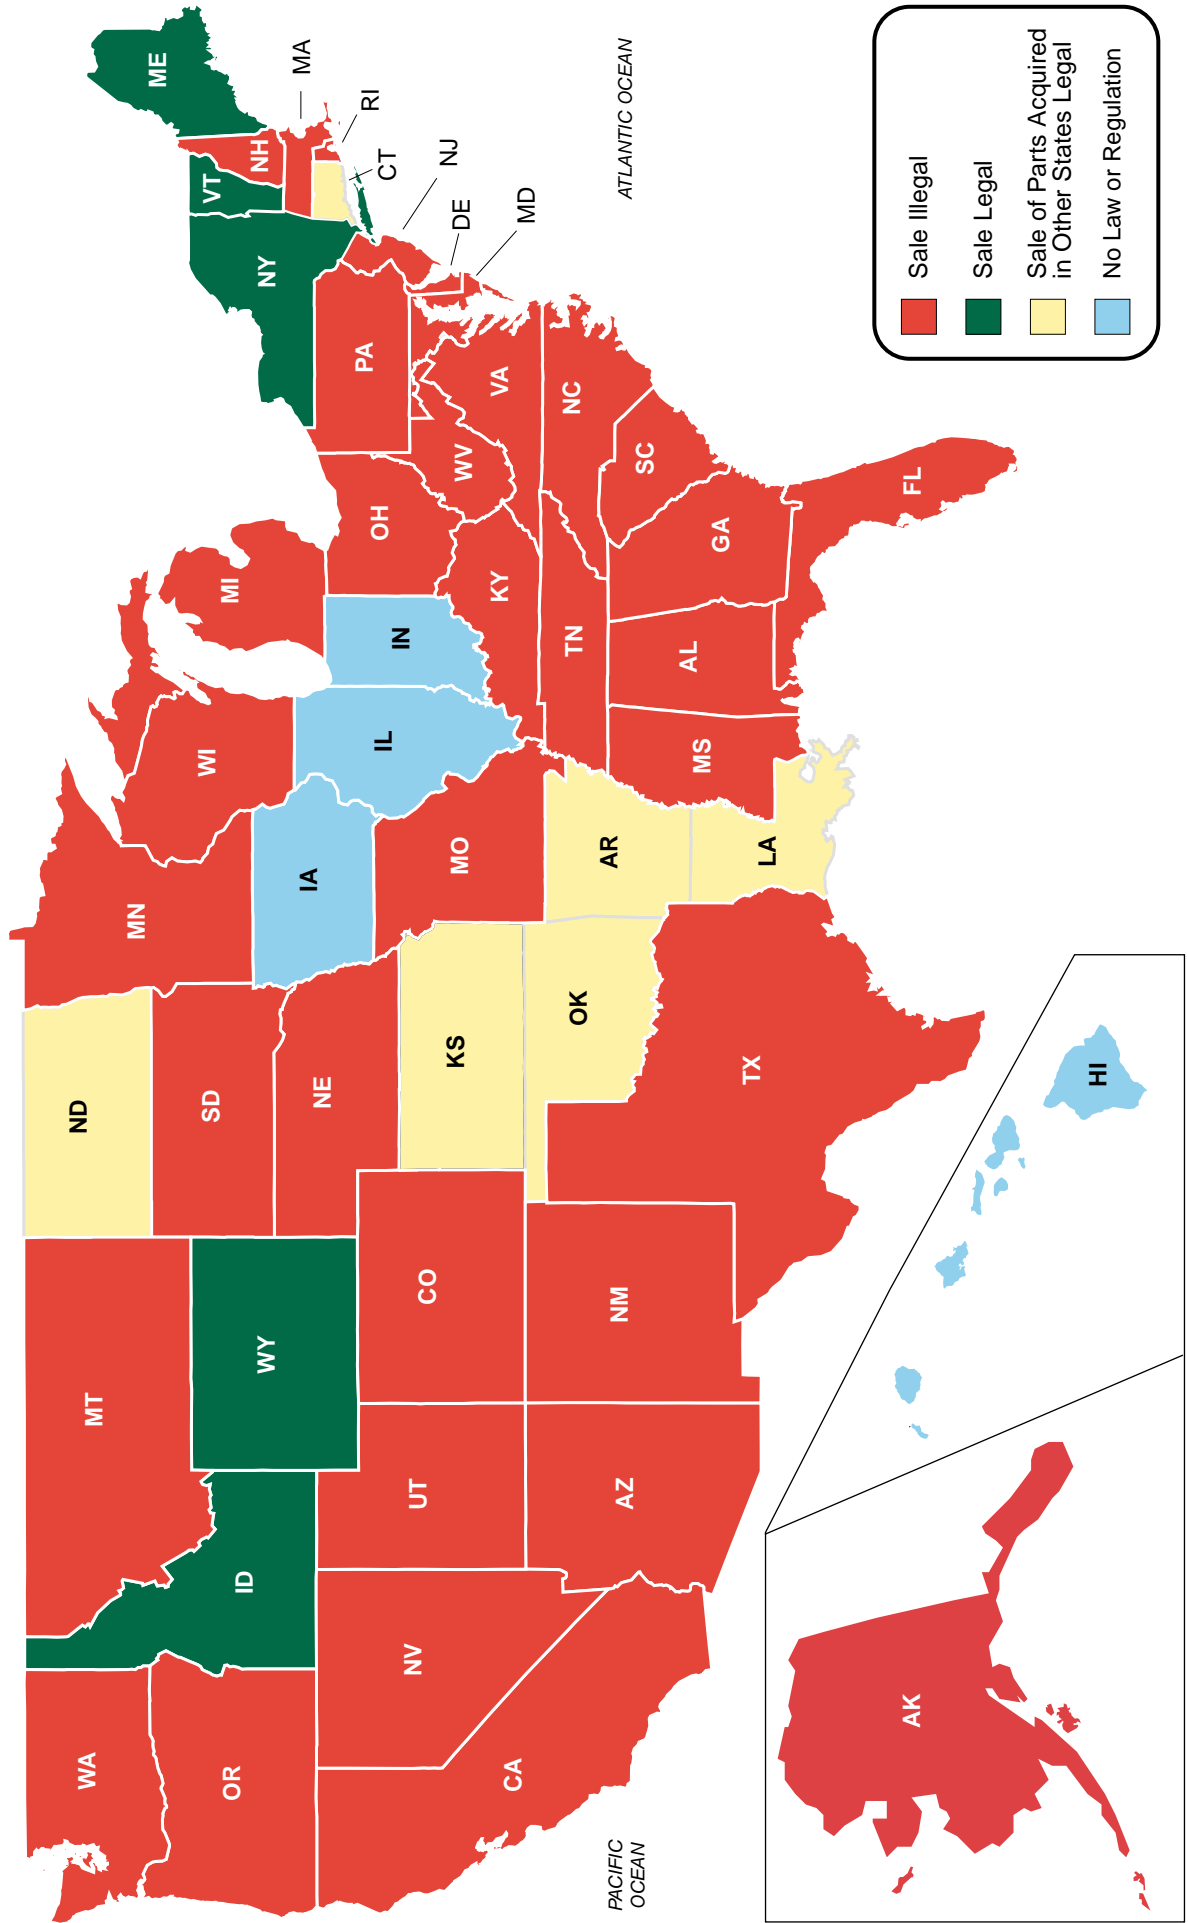 WA
OR
CA
NV
ID
MT
WY
UT
AZ
CO
NM
ND
SD
NE
KS
OK
TX
MN
IA
MO
AR
LA
WI
IL
MS
MI
IN
KY
TN
AL
OH
WV
VA
NC
SC
GA
FL
PA
NY
VT
NH
ME
MA
RI
CT
NJ
DE
MD
AK
HI
PACIFIC
OCEAN
ATLANTIC OCEAN
Sale Illegal
Sale Legal
Sale of Parts Acquired
in Other States Legal
No Law or Regulation